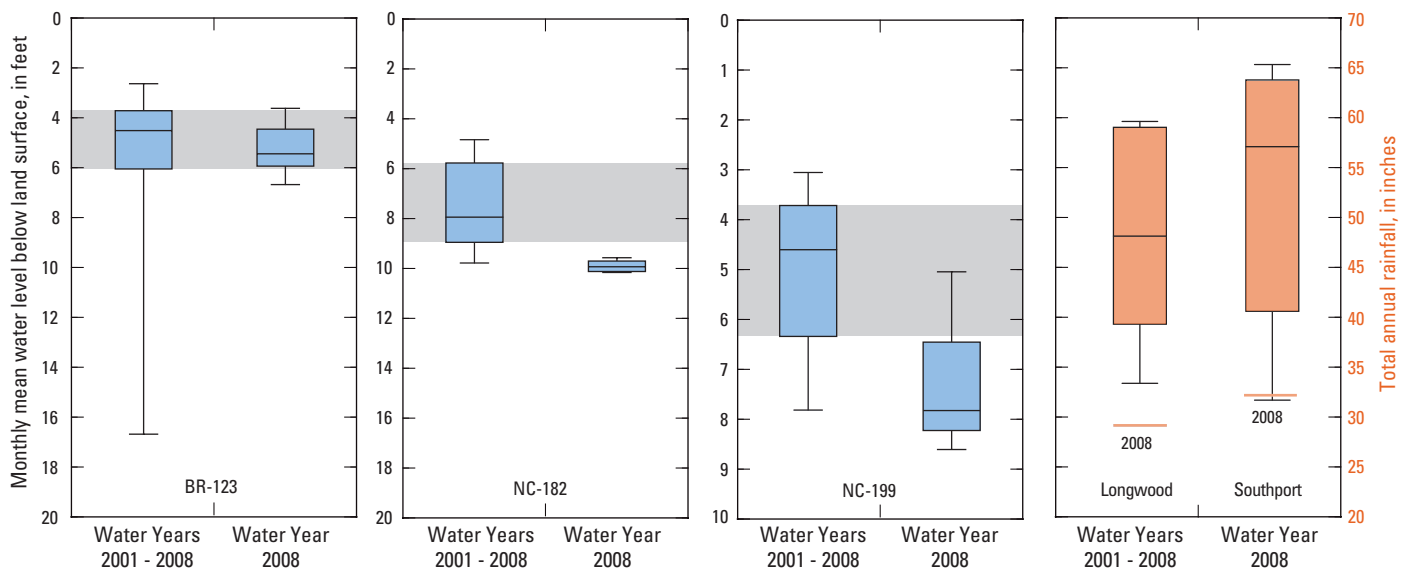 Monthly mean water level below land surface, in feet
0
2
4
6
8
10
12
14
16
18
20
BR-123
Water Years
2001 - 2008
Water Year
2008
0
2
4
6
8
10
12
14
16
18
20
NC-182
Water Years
2001 - 2008
Water Year
2008
0
1
2
3
4
5
6
7
8
9
10
NC-199
Water Years
2001 - 2008
Water Year
2008
2008
2008
Longwood
Southport
Water Years
2001 - 2008
Water Year
2008
70
65
60
55
50
45
40
35
30
25
20
Total annual rainfall, in inches